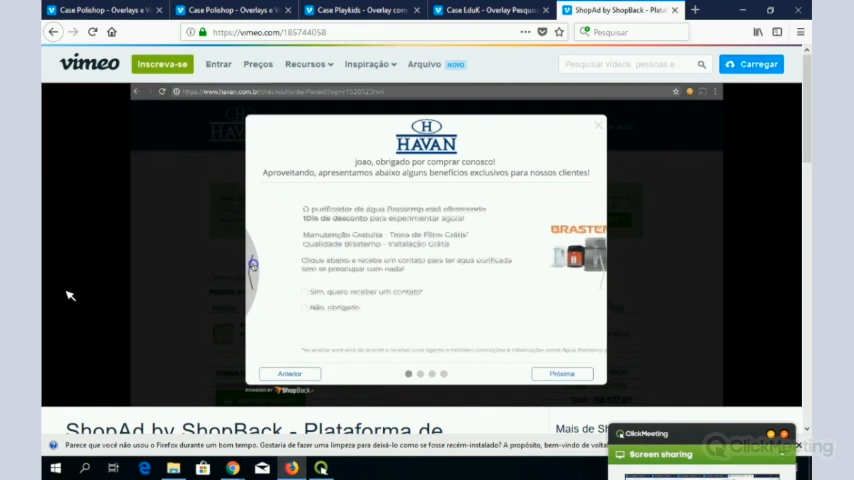 Case Polishop - Overlays e V
Case Polishop - Overlays e V
Case Playkids - Overlay com
Case EduK - Overlay Pesquis
ShopAd by ShopBack - Plata
https://vimeo.com/185744058
Pesquisar
vimeo
Inscreva-se
Entrar
Preços
Recursos
Inspiração
Arquivo
NOVO
Pesquisar vídeos, pessoas e
Carregar
HAVAN
joao, obrigado por comprar conosco!
Aproveitando, apresentamos abaixo alguns benefícios exclusivos para nossos clientes!
O purificador de água Brastemp está oferecendo
10% de desconto para experimentar agora!
Manutenção Gratuita - Troca de Filtro Grátis*
Qualidade Brastemp - Instalação Grátis
BRASTEM
Clique abaixo e receba um contato para ter água purificada
sem se preocupar com nada!
Sim, quero receber um contato*
Não, obrigado
Anterior
Próxima
POWERED BY ShopBack
ShopAd by ShopBack - Plataforma de
Mais de Sh
Parece que você não usou o Firefox durante um bom tempo. Gostaria de fazer uma limpeza para deixá-lo como se fosse recém-instalado? A propósito, bem-vindo de volta
ClickMeeting
ClickMeeting
Screen sharing